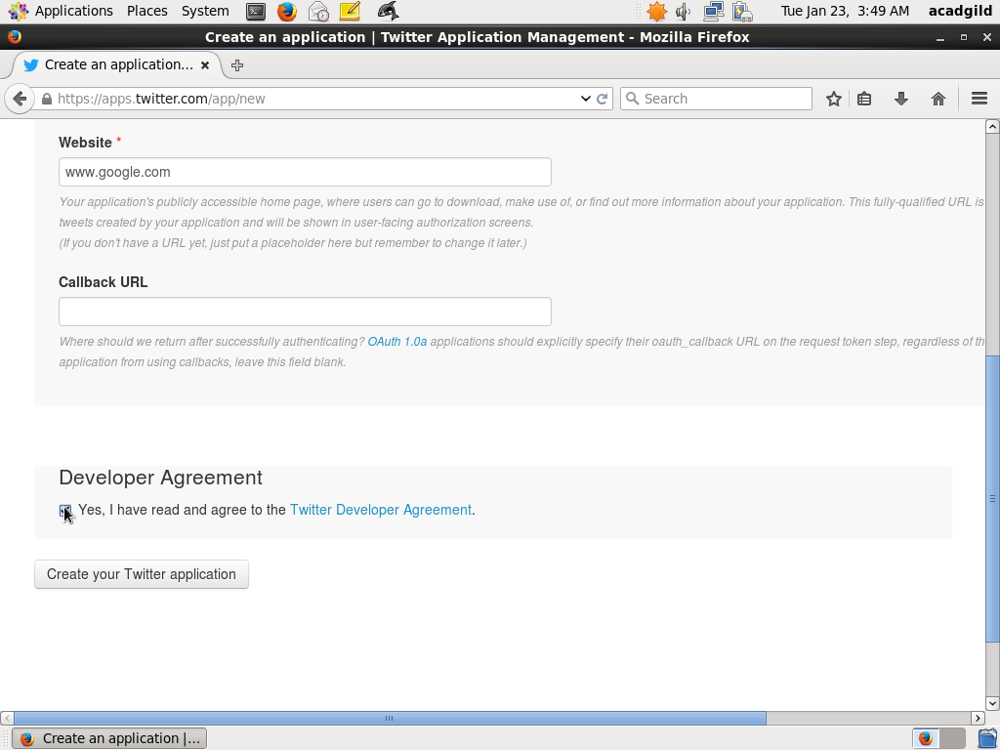 Applications Places System Tue Jan 23, 3:49 AM acadgild
Create an application | Twitter Application Management - Mozilla Firefox
Create an application...
https://apps.twitter.com/app/new Search
Website *
www.google.com
Your application's publicly accessible home page, where users can go to download, make use of, or find out more information about your application. This fully-qualified URL is
tweets created by your application and will be shown in user-facing authorization screens.
(If you don't have a URL yet, just put a placeholder here but remember to change it later.)
Callback URL
Where should we return after successfully authenticating? OAuth 1.0a applications should explicitly specify their oauth_callback URL on the request token step, regardless of th
application from using callbacks, leave this field blank.
Developer Agreement
Yes, I have read and agree to the Twitter Developer Agreement.
Create your Twitter application
Create an application |...